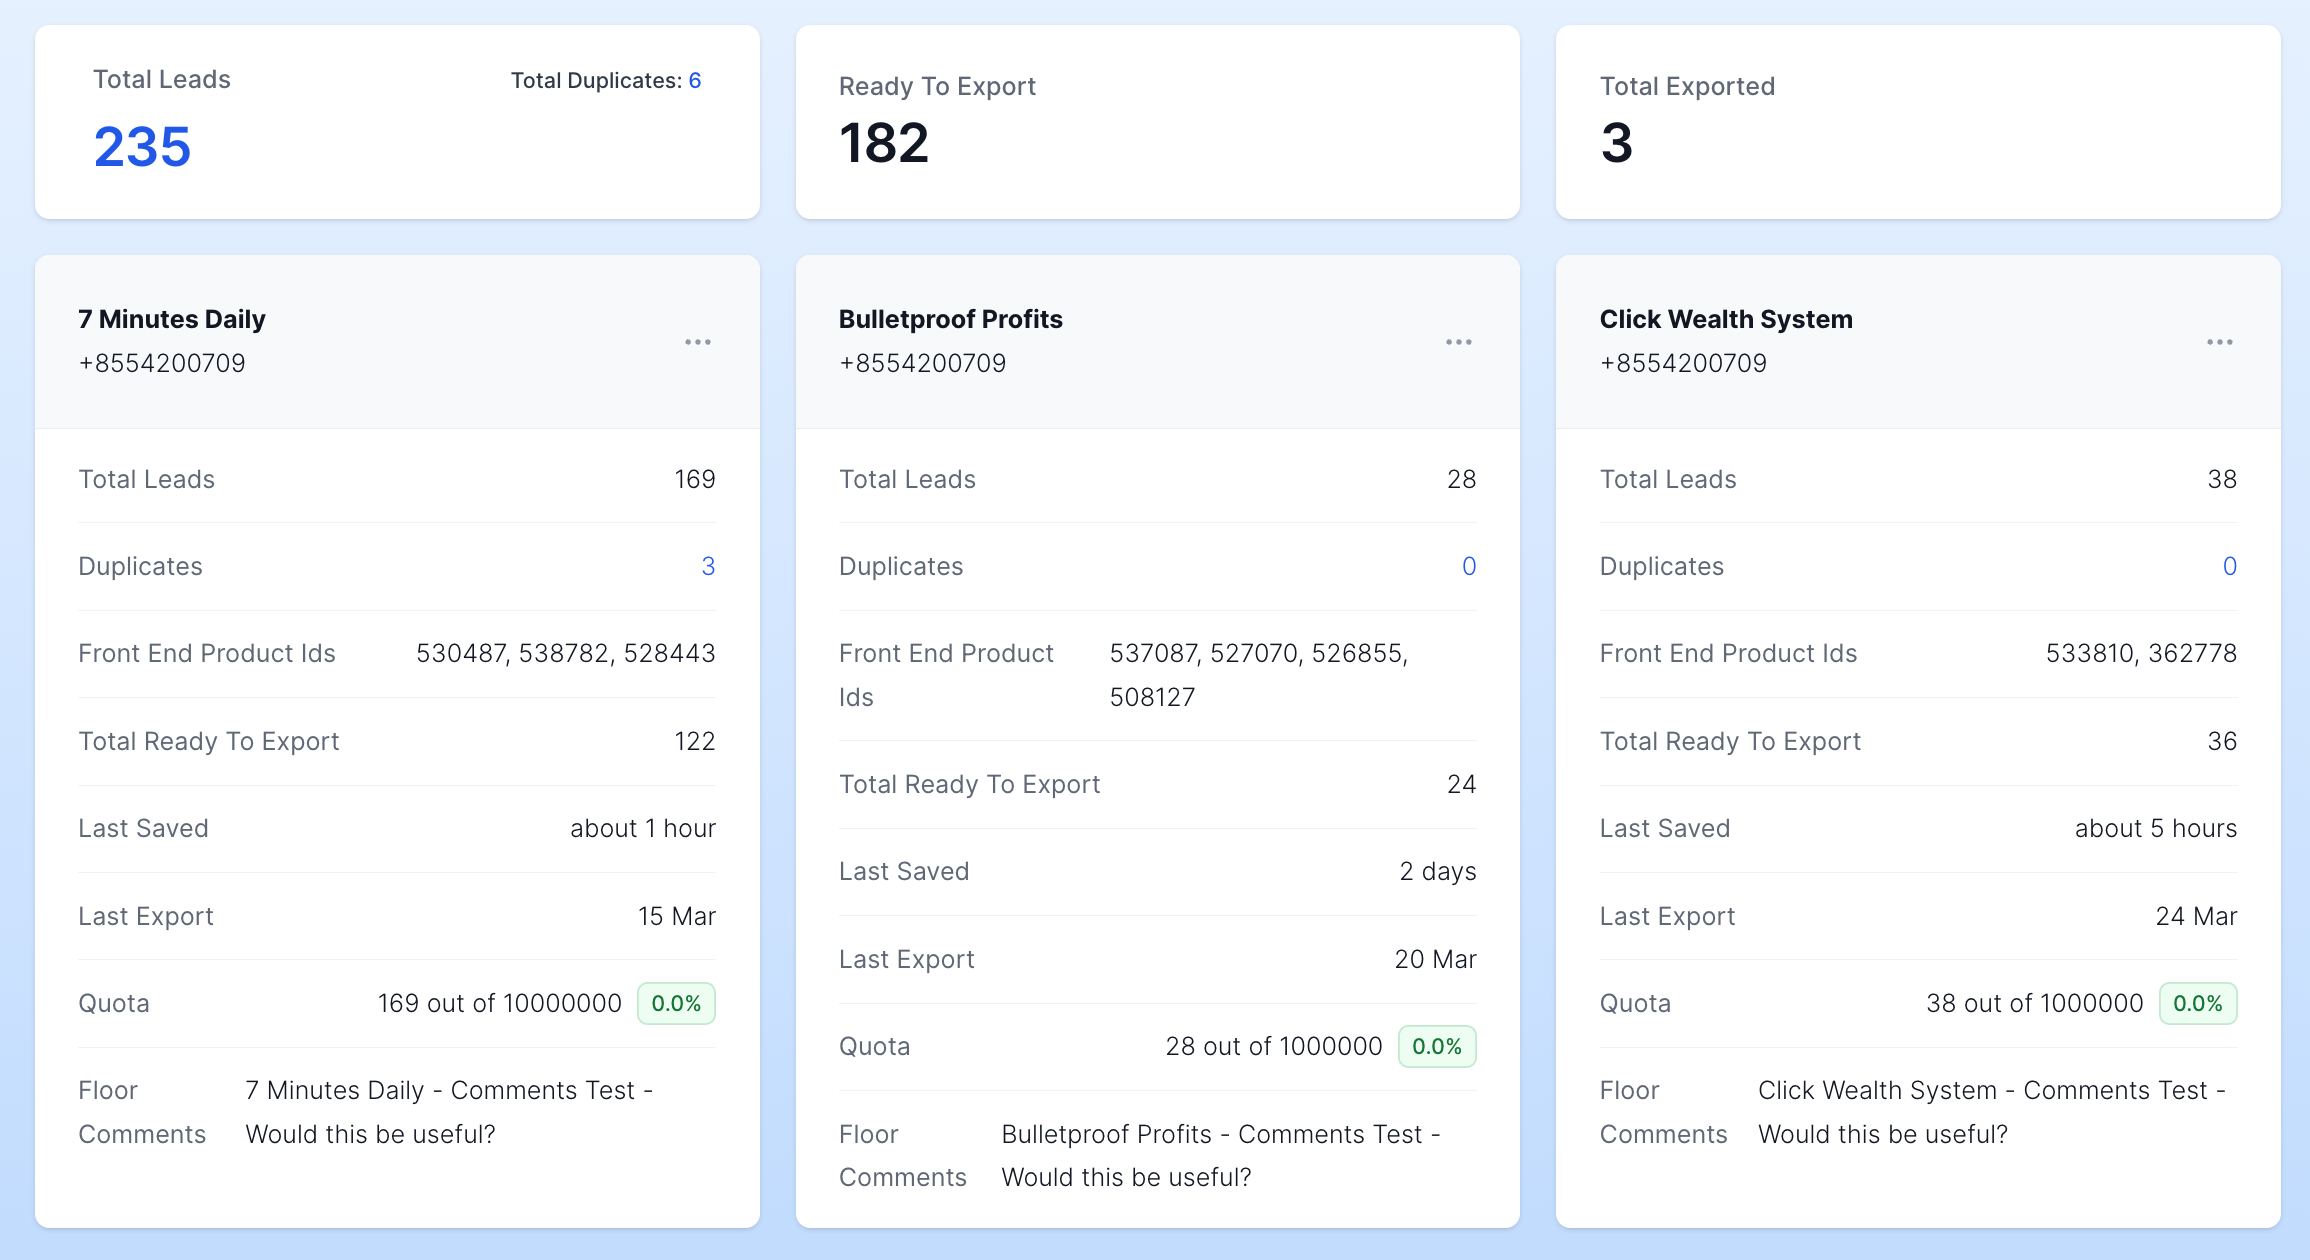 Total Leads
Total Duplicates: 6
235
Ready To Export
182
Total Exported
3
7 Minutes Daily
+8554200709
Total Leads 169
Duplicates 3
Front End Product Ids 530487, 538782, 528443
Total Ready To Export 122
Last Saved about 1 hour
Last Export 15 Mar
Quota 169 out of 10000000 0.0%
Floor 7 Minutes Daily - Comments Test -
Comments Would this be useful?
Bulletproof Profits
+8554200709
Total Leads 28
Duplicates 0
Front End Product 537087, 527070, 526855,
Ids 508127
Total Ready To Export 24
Last Saved 2 days
Last Export 20 Mar
Quota 28 out of 1000000 0.0%
Floor Bulletproof Profits - Comments Test -
Comments Would this be useful?
Click Wealth System
+8554200709
Total Leads 38
Duplicates 0
Front End Product Ids 533810, 362778
Total Ready To Export 36
Last Saved about 5 hours
Last Export 24 Mar
Quota 38 out of 1000000 0.0%
Floor Click Wealth System - Comments Test -
Comments Would this be useful?